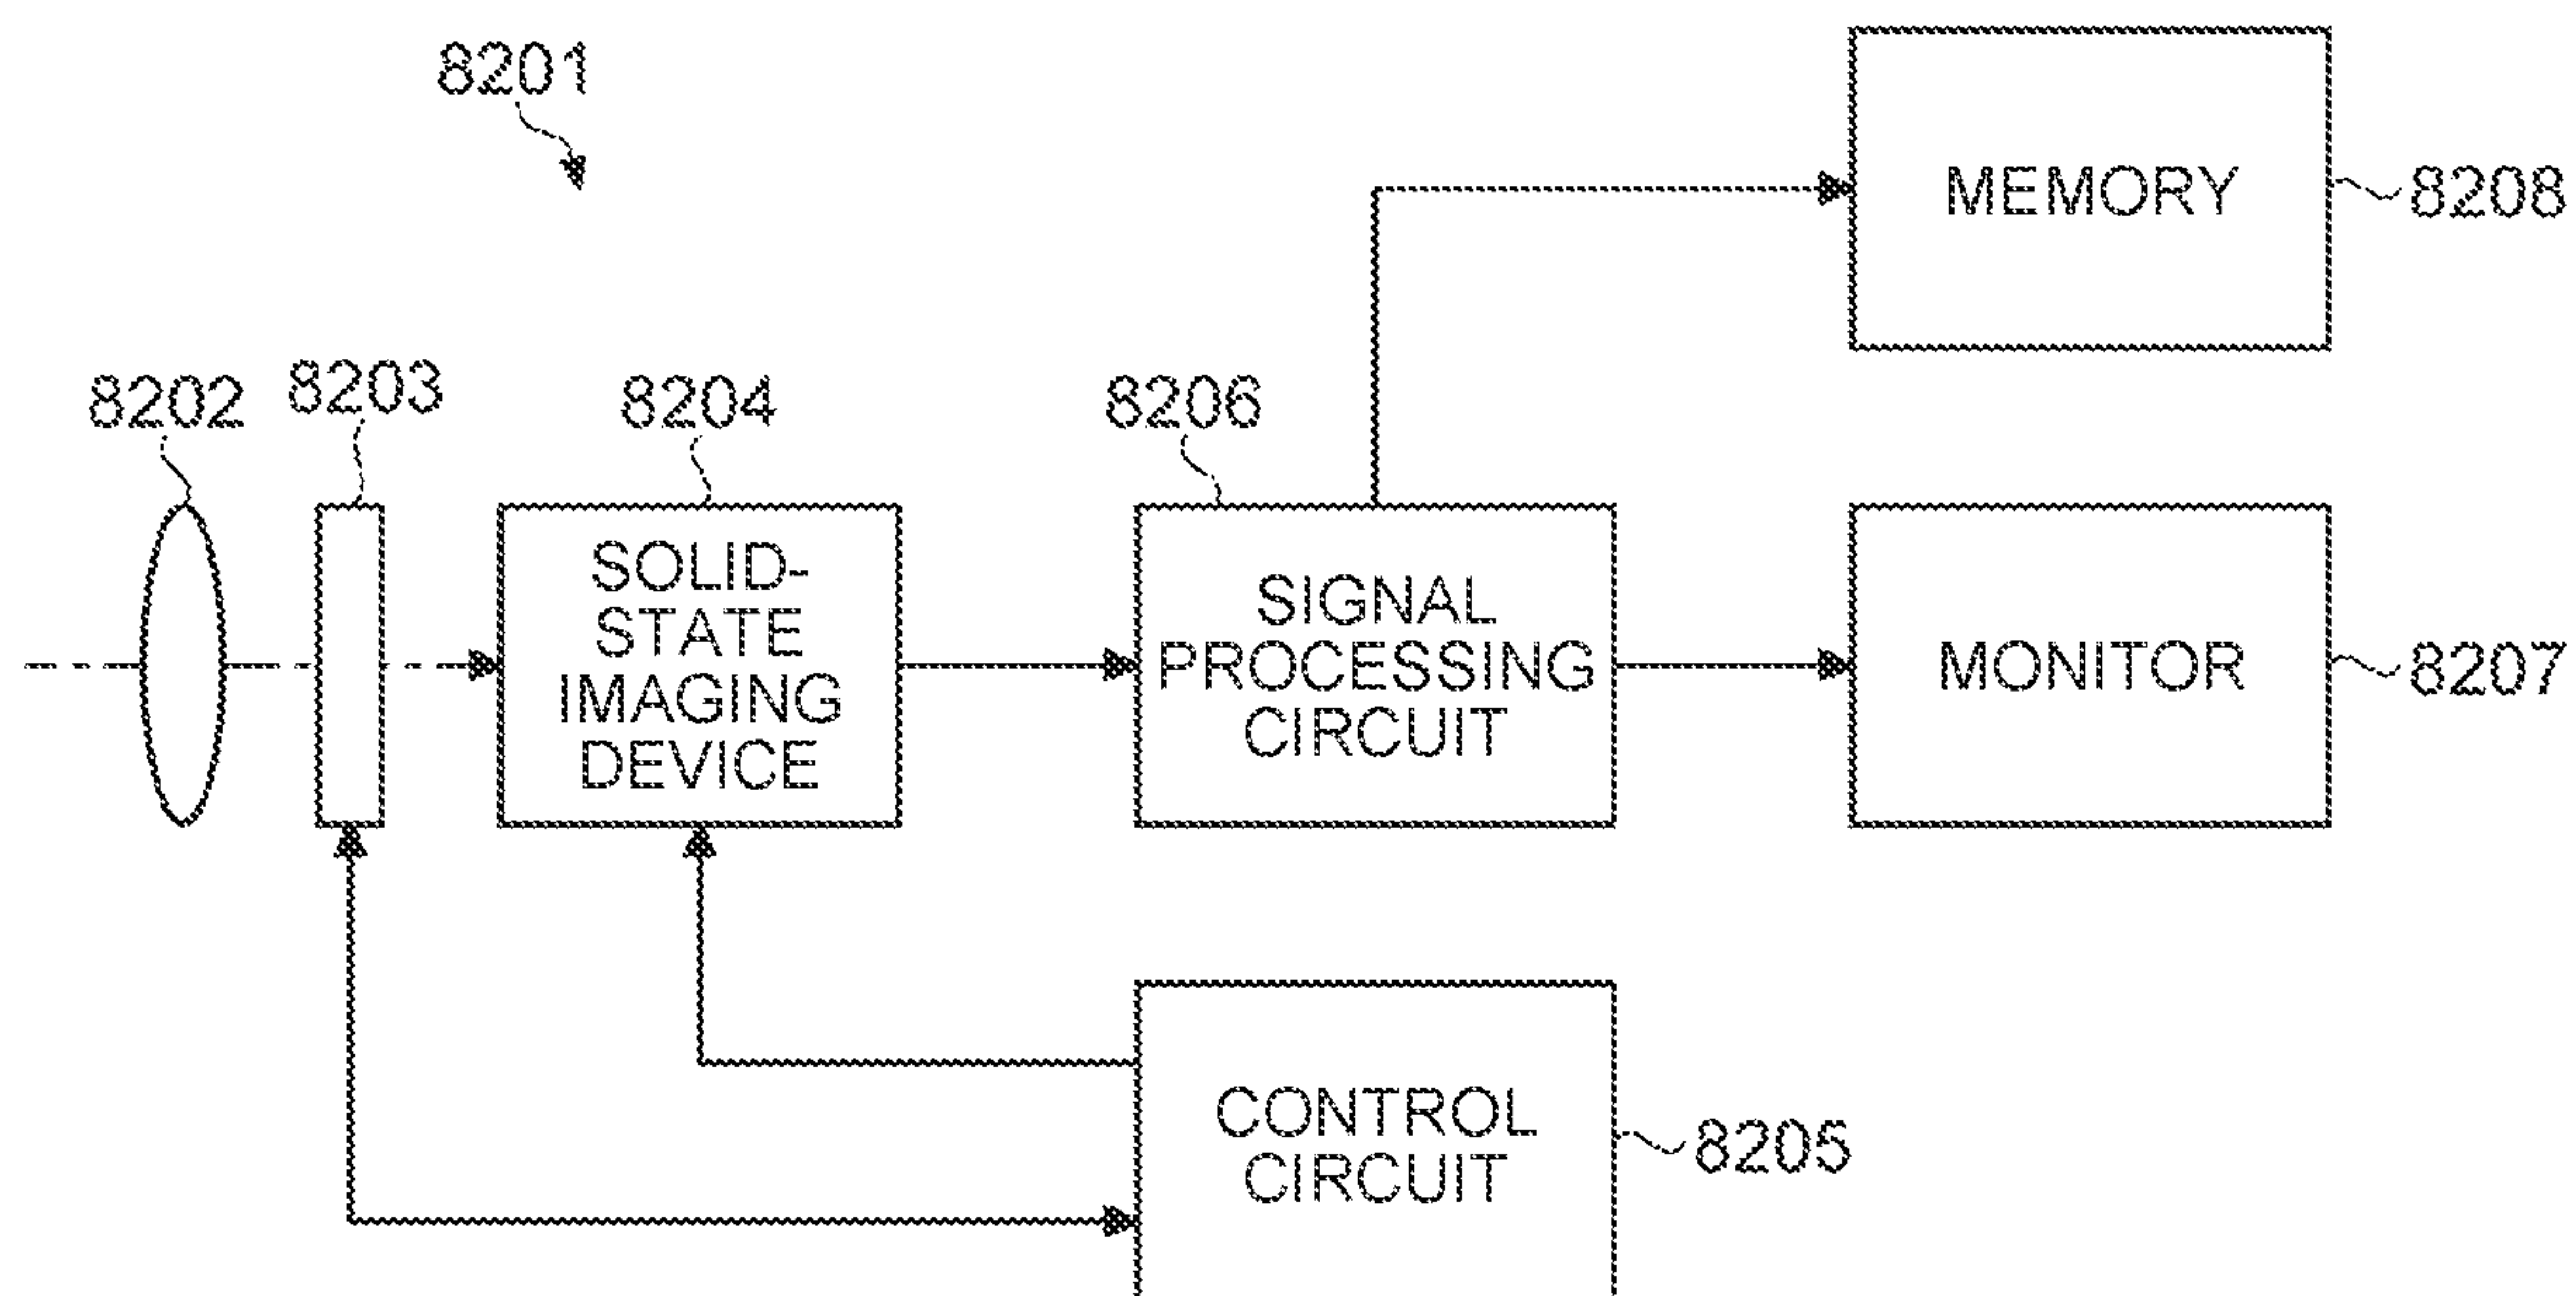 8201
MEMORY
8208
8202
8203
8204
8206
SOLID-
STATE
IMAGING
DEVICE
SIGNAL
PROCESSING
CIRCUIT
MONITOR
8207
CONTROL
CIRCUIT
8205